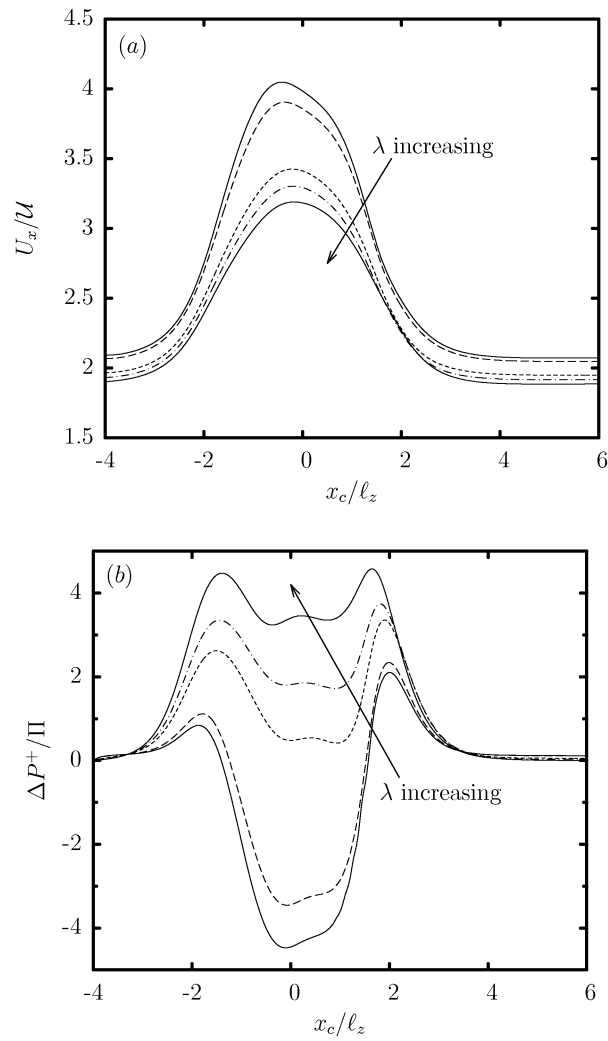 4.5
(a)
4
3.5
λ increasing
3
U_x/𝒰
2.5
2
1.5
-4 -2 0 2 4 6
x_c/ℓ_z
(b)
4
2
0
ΔP⁺/Π
λ increasing
-2
-4
-4 -2 0 2 4 6
x_c/ℓ_z